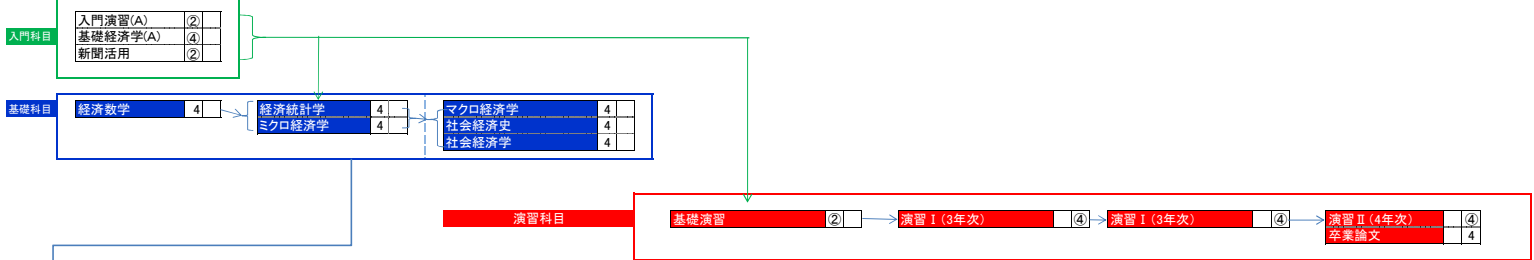 入門科目
入門演習(A) ②
基礎経済学(A) ④
新聞活用 ②
基礎科目
経済数学 4
経済統計学 4
ミクロ経済学 4
マクロ経済学 4
社会経済史 4
社会経済学 4
演習科目
基礎演習 ②
演習Ⅰ(3年次) ④
演習Ⅰ(3年次) ④
演習Ⅱ(4年次) ④
卒業論文 4